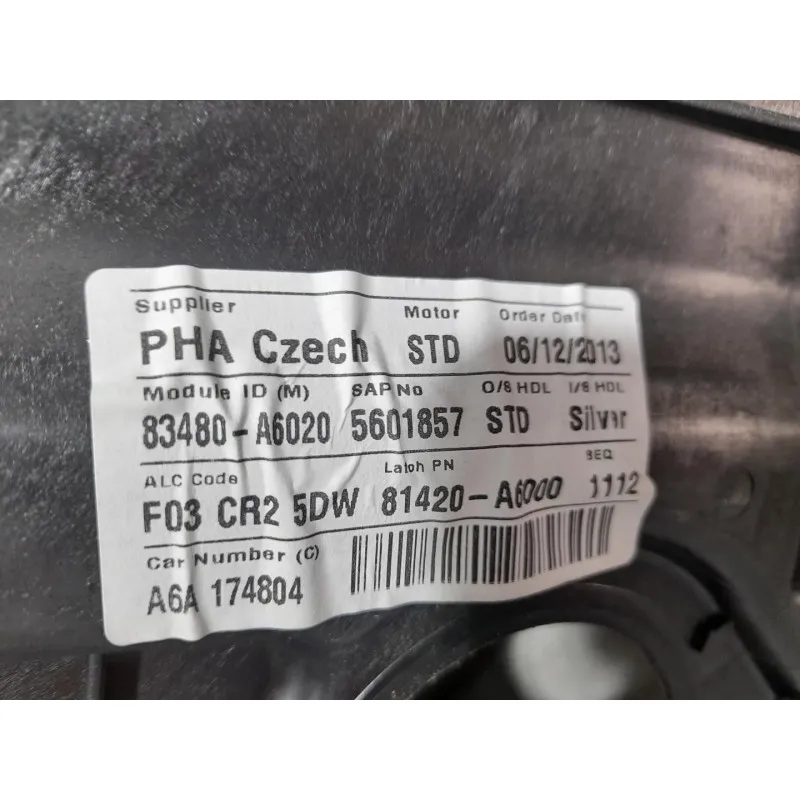 Supplier Motor Order Date
PHA Czech STD 06/12/2013
Module ID (M) SAP No O/S HDL I/S HDL
83480-A6020 5601857 STD Silver
ALC Code Latch PN SEQ
F03 CR2 5DW 81420-A6000 1112
Car Number (C)
A6A 174804